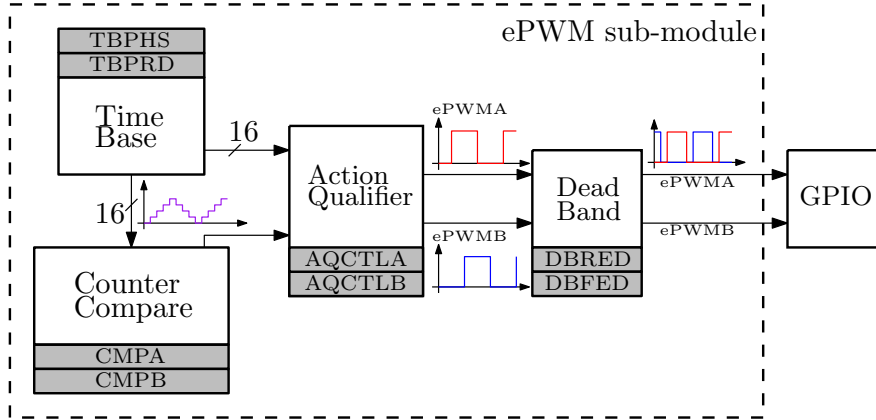 ePWM sub-module
TBPHS
TBPRD
Time
Base
16
16
Counter
Compare
CMPA
CMPB
Action
Qualifier
AQCTLA
AQCTLB
ePWMA
ePWMB
Dead
Band
DBRED
DBFED
ePWMA
ePWMB
GPIO